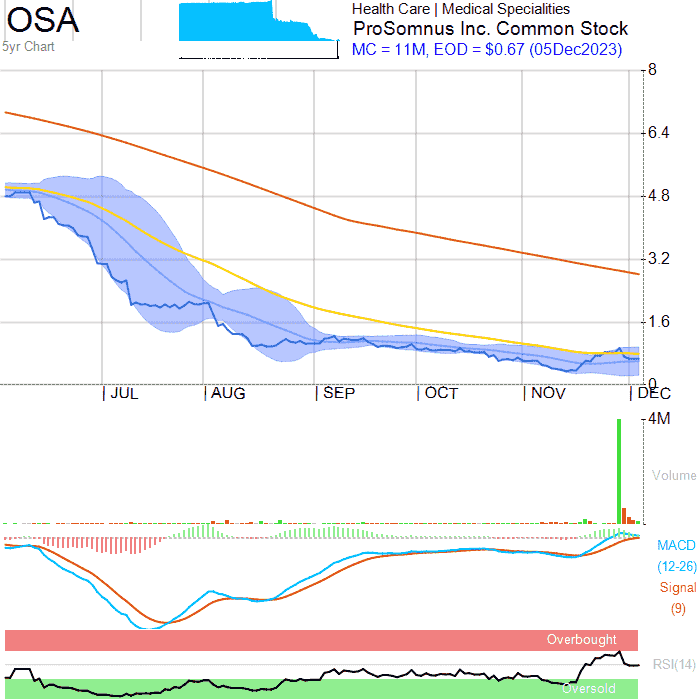 OSA
5yr Chart
Health Care | Medical Specialities
ProSomnus Inc. Common Stock
MC = 11M, EOD = $0.67 (05Dec2023)
8
6.4
4.8
3.2
1.6
0
JUL AUG SEP OCT NOV DEC
4M
Volume
MACD
(12-26)
Signal
(9)
Overbought
RSI(14)
Oversold